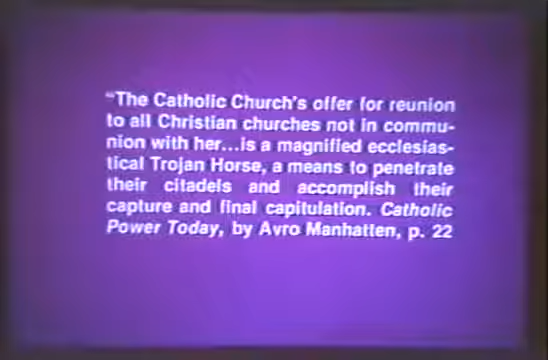 "The Catholic Church's offer for reunion
to all Christian churches not in commu-
nion with her...is a magnified ecclesias-
tical Trojan Horse, a means to penetrate
their citadels and accomplish their
capture and final capitulation. Catholic
Power Today, by Avro Manhatten, p. 22